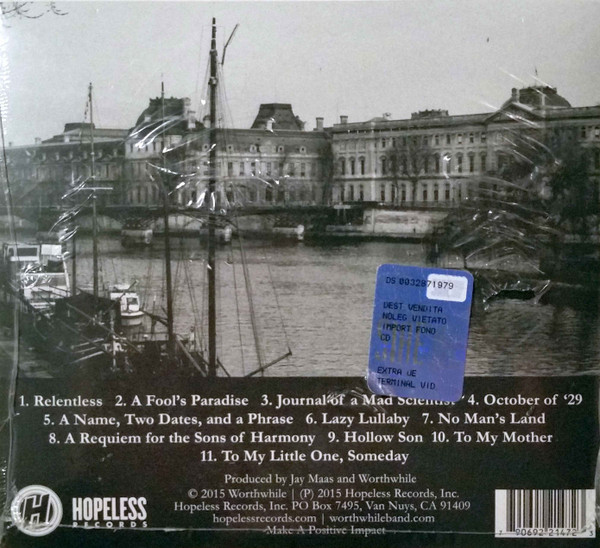 DS 0032871979
DEST VENDITA
NOLEG VIETATO
IMPORT FONO
CD
EXTRA UE
TERMINAL VID
1. Relentless 2. A Fool's Paradise 3. Journal of a Mad Scientist 4. October of '29
5. A Name, Two Dates, and a Phrase 6. Lazy Lullaby 7. No Man's Land
8. A Requiem for the Sons of Harmony 9. Hollow Son 10. To My Mother
11. To My Little One, Someday
Produced by Jay Maas and Worthwhile
© 2015 Worthwhile | (P) 2015 Hopeless Records, Inc.
Hopeless Records, Inc. PO Box 7495, Van Nuys, CA 91409
hopelessrecords.com | worthwhileband.com
Make A Positive Impact
H HOPELESS
RECORDS
7 90692 21472 3